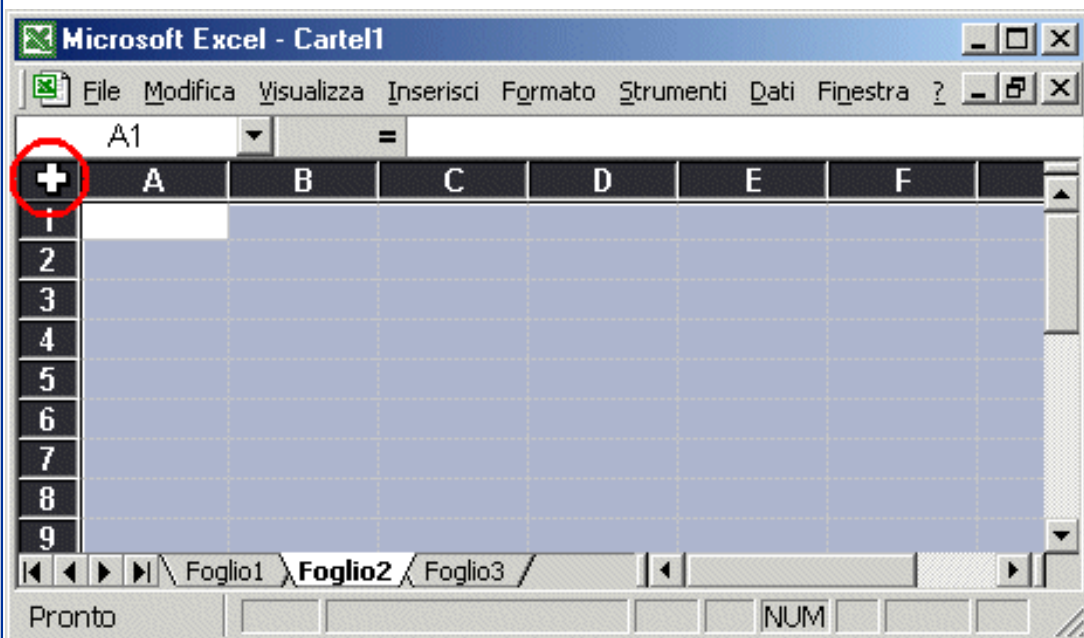 Microsoft Excel - Cartel1
File Modifica Visualizza Inserisci Formato Strumenti Dati Finestra ?
A1 =
A B C D E F
1
2
3
4
5
6
7
8
9
Foglio1 Foglio2 Foglio3
Pronto NUM